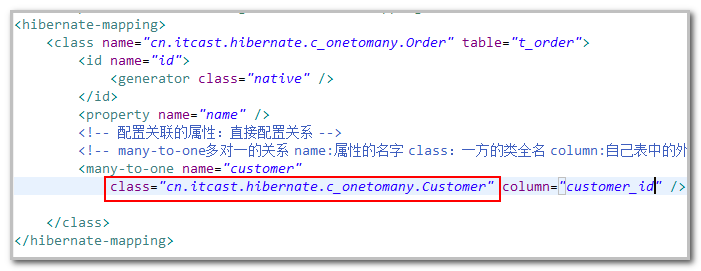 <hibernate-mapping>
<class name="cn.itcast.hibernate.c_onetomany.Order" table="t_order">
<id name="id">
<generator class="native" />
</id>
<property name="name" />
<!-- 配置关联的属性：直接配置关系 -->
<!-- many-to-one多对一的关系 name:属性的名字 class：一方的类全名 column:自己表中的外
<many-to-one name="customer"
class="cn.itcast.hibernate.c_onetomany.Customer" column="customer_id" />
</class>
</hibernate-mapping>